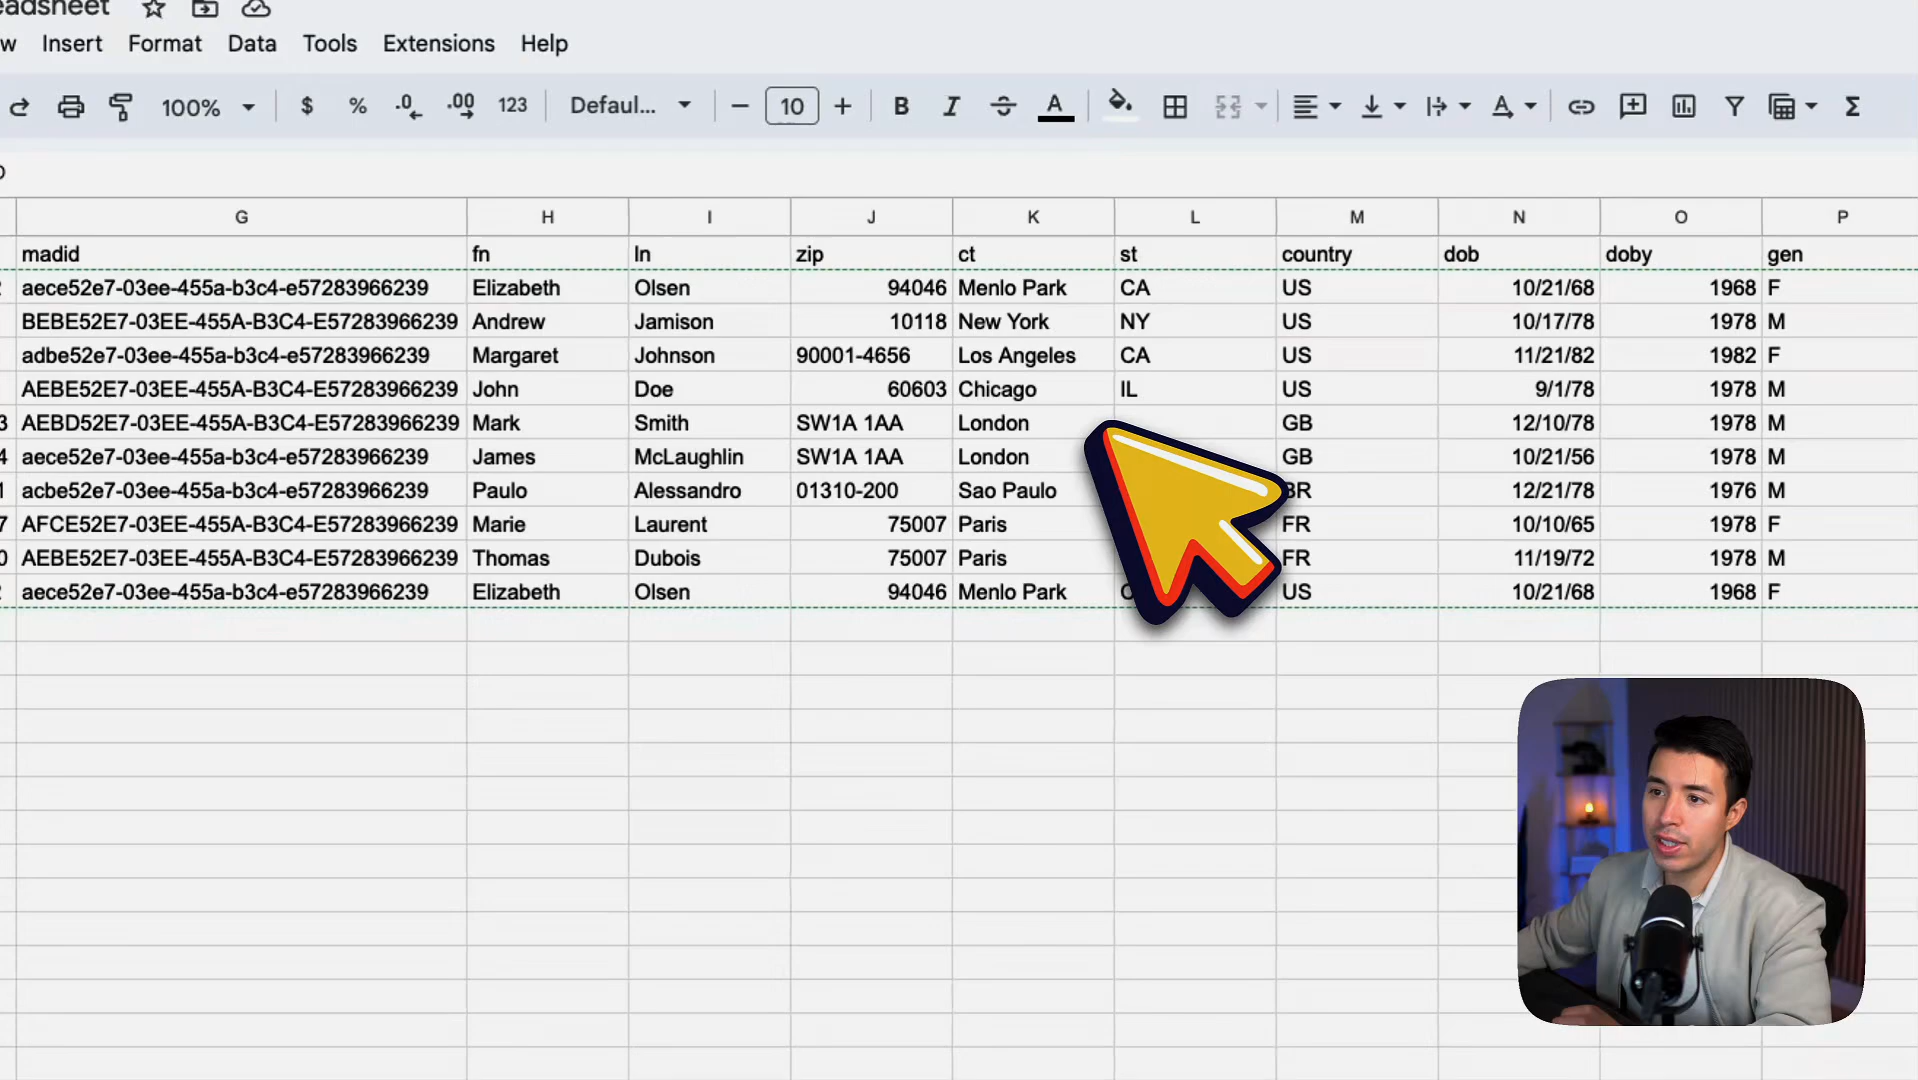 eadsheet
w Insert Format Data Tools Extensions Help
100% $ % .0 .00 123 Defaul... 10 B I A A Σ
G H I J K L M N O P
madid fn ln zip ct st country dob doby gen
2 aece52e7-03ee-455a-b3c4-e57283966239 Elizabeth Olsen 94046 Menlo Park CA US 10/21/68 1968 F
BEBE52E7-03EE-455A-B3C4-E57283966239 Andrew Jamison 10118 New York NY US 10/17/78 1978 M
adbe52e7-03ee-455a-b3c4-e57283966239 Margaret Johnson 90001-4656 Los Angeles CA US 11/21/82 1982 F
AEBE52E7-03EE-455A-B3C4-E57283966239 John Doe 60603 Chicago IL US 9/1/78 1978 M
3 AEBD52E7-03EE-455A-B3C4-E57283966239 Mark Smith SW1A 1AA London GB 12/10/78 1978 M
4 aece52e7-03ee-455a-b3c4-e57283966239 James McLaughlin SW1A 1AA London GB 10/21/56 1978 M
1 acbe52e7-03ee-455a-b3c4-e57283966239 Paulo Alessandro 01310-200 Sao Paulo BR 12/21/78 1976 M
7 AFCE52E7-03EE-455A-B3C4-E57283966239 Marie Laurent 75007 Paris FR 10/10/65 1978 F
0 AEBE52E7-03EE-455A-B3C4-E57283966239 Thomas Dubois 75007 Paris FR 11/19/72 1978 M
2 aece52e7-03ee-455a-b3c4-e57283966239 Elizabeth Olsen 94046 Menlo Park C US 10/21/68 1968 F